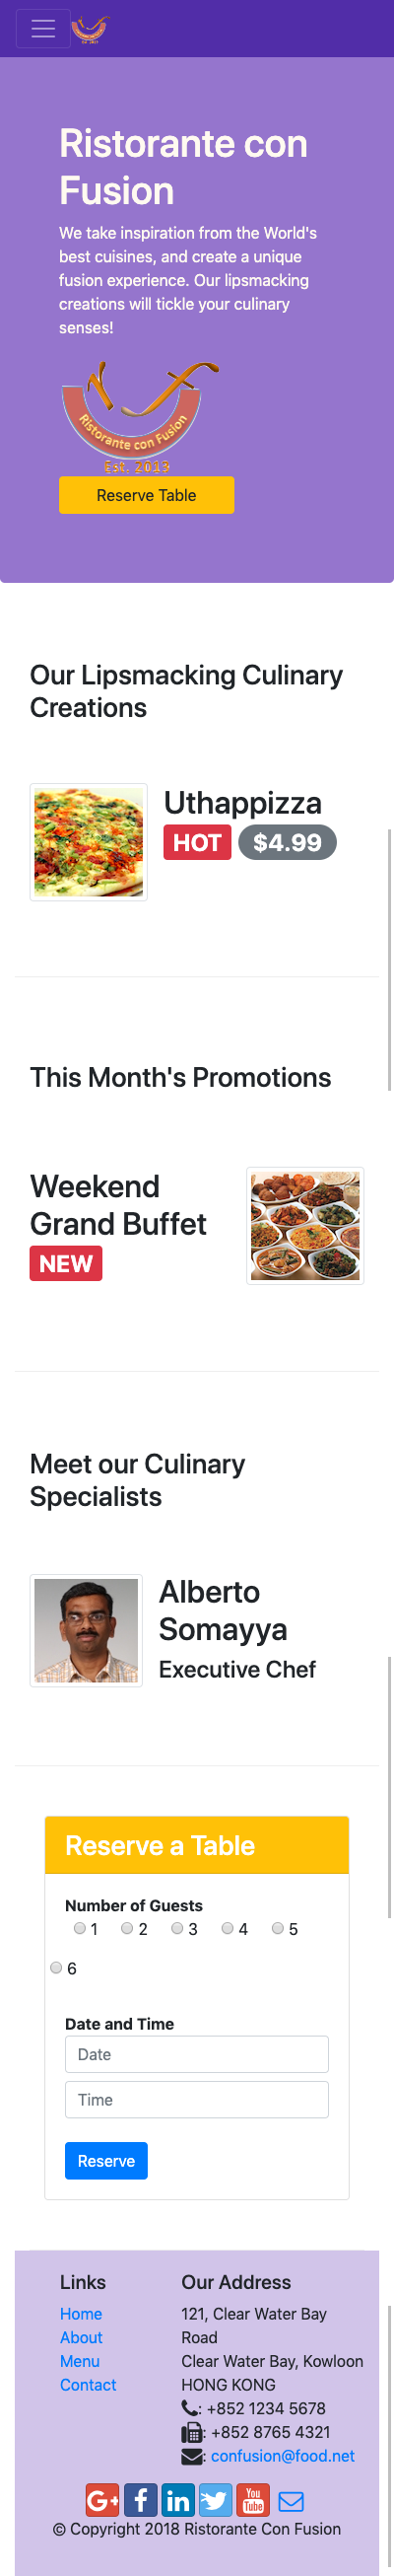 Ristorante con
Fusion
We take inspiration from the World's
best cuisines, and create a unique
fusion experience. Our lipsmacking
creations will tickle your culinary
senses!
Ristorante con Fusion
Est. 2013
Reserve Table
Our Lipsmacking Culinary
Creations
Uthappizza
HOT $4.99
This Month's Promotions
Weekend
Grand Buffet
NEW
Meet our Culinary
Specialists
Alberto
Somayya
Executive Chef
Reserve a Table
Number of Guests
1 2 3 4 5
6
Date and Time
Date
Time
Reserve
Links
Home
About
Menu
Contact
Our Address
121, Clear Water Bay
Road
Clear Water Bay, Kowloon
HONG KONG
: +852 1234 5678
: +852 8765 4321
: confusion@food.net
G+ f in You Tube
© Copyright 2018 Ristorante Con Fusion